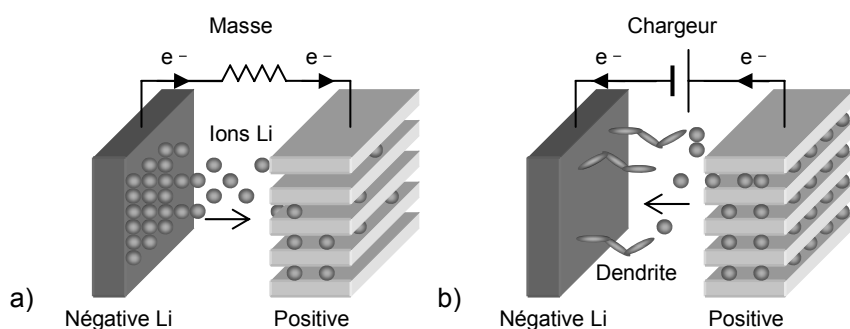 Masse
e – e –
Ions Li
a)
Négative Li Positive
Chargeur
e – e –
Dendrite
b)
Négative Li Positive